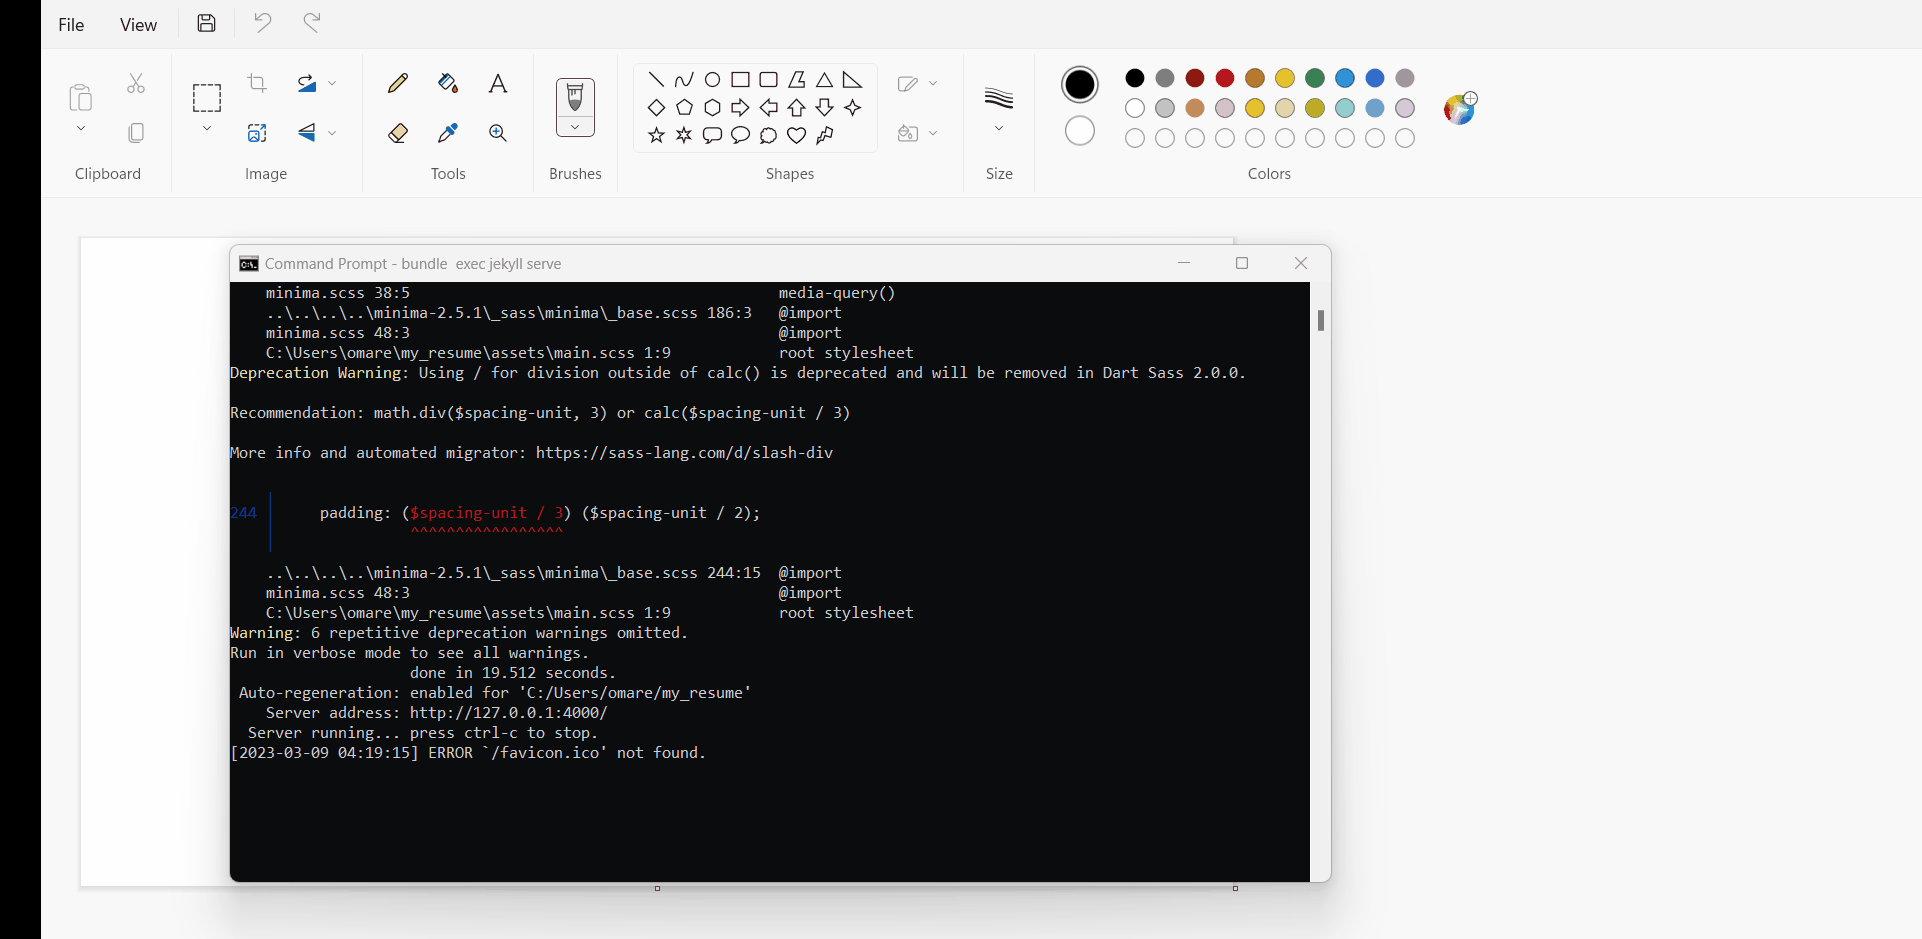 File View
Clipboard Image Tools Brushes Shapes Size Colors
Command Prompt - bundle  exec jekyll serve
minima.scss 38:5 media-query()
..\..\..\..\minima-2.5.1\_sass\minima\_base.scss 186:3 @import
minima.scss 48:3 @import
C:\Users\omare\my_resume\assets\main.scss 1:9 root stylesheet
Deprecation Warning: Using / for division outside of calc() is deprecated and will be removed in Dart Sass 2.0.0.
Recommendation: math.div($spacing-unit, 3) or calc($spacing-unit / 3)
More info and automated migrator: https://sass-lang.com/d/slash-div
244 padding: ($spacing-unit / 3) ($spacing-unit / 2);
^^^^^^^^^^^^^^^^^
..\..\..\..\minima-2.5.1\_sass\minima\_base.scss 244:15 @import
minima.scss 48:3 @import
C:\Users\omare\my_resume\assets\main.scss 1:9 root stylesheet
Warning: 6 repetitive deprecation warnings omitted.
Run in verbose mode to see all warnings.
done in 19.512 seconds.
Auto-regeneration: enabled for 'C:/Users/omare/my_resume'
Server address: http://127.0.0.1:4000/
Server running... press ctrl-c to stop.
[2023-03-09 04:19:15] ERROR `/favicon.ico' not found.